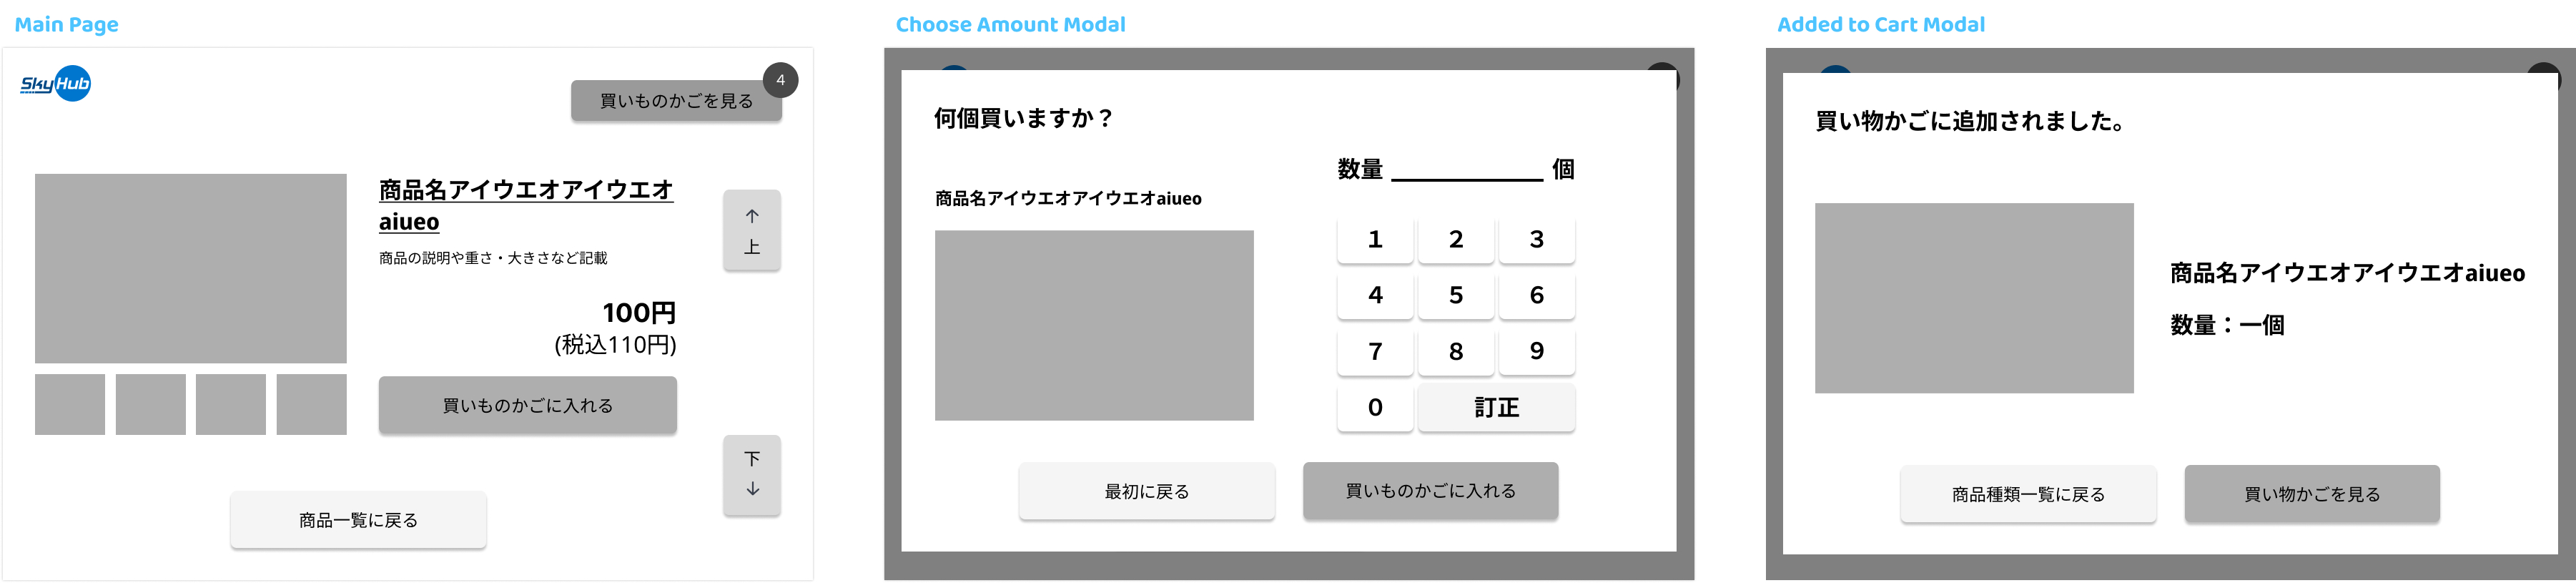 Main Page
SkyHub
買いものかごを見る
4
商品名アイウエオアイウエオ
aiueo
商品の説明や重さ・大きさなど記載
100円
(税込110円)
買いものかごに入れる
↑
上
下
↓
商品一覧に戻る
Choose Amount Modal
何個買いますか？
商品名アイウエオアイウエオaiueo
数量 ＿＿＿＿ 個
1 2 3
4 5 6
7 8 9
0 訂正
最初に戻る
買いものかごに入れる
Added to Cart Modal
買い物かごに追加されました。
商品名アイウエオアイウエオaiueo
数量：一個
商品種類一覧に戻る
買い物かごを見る